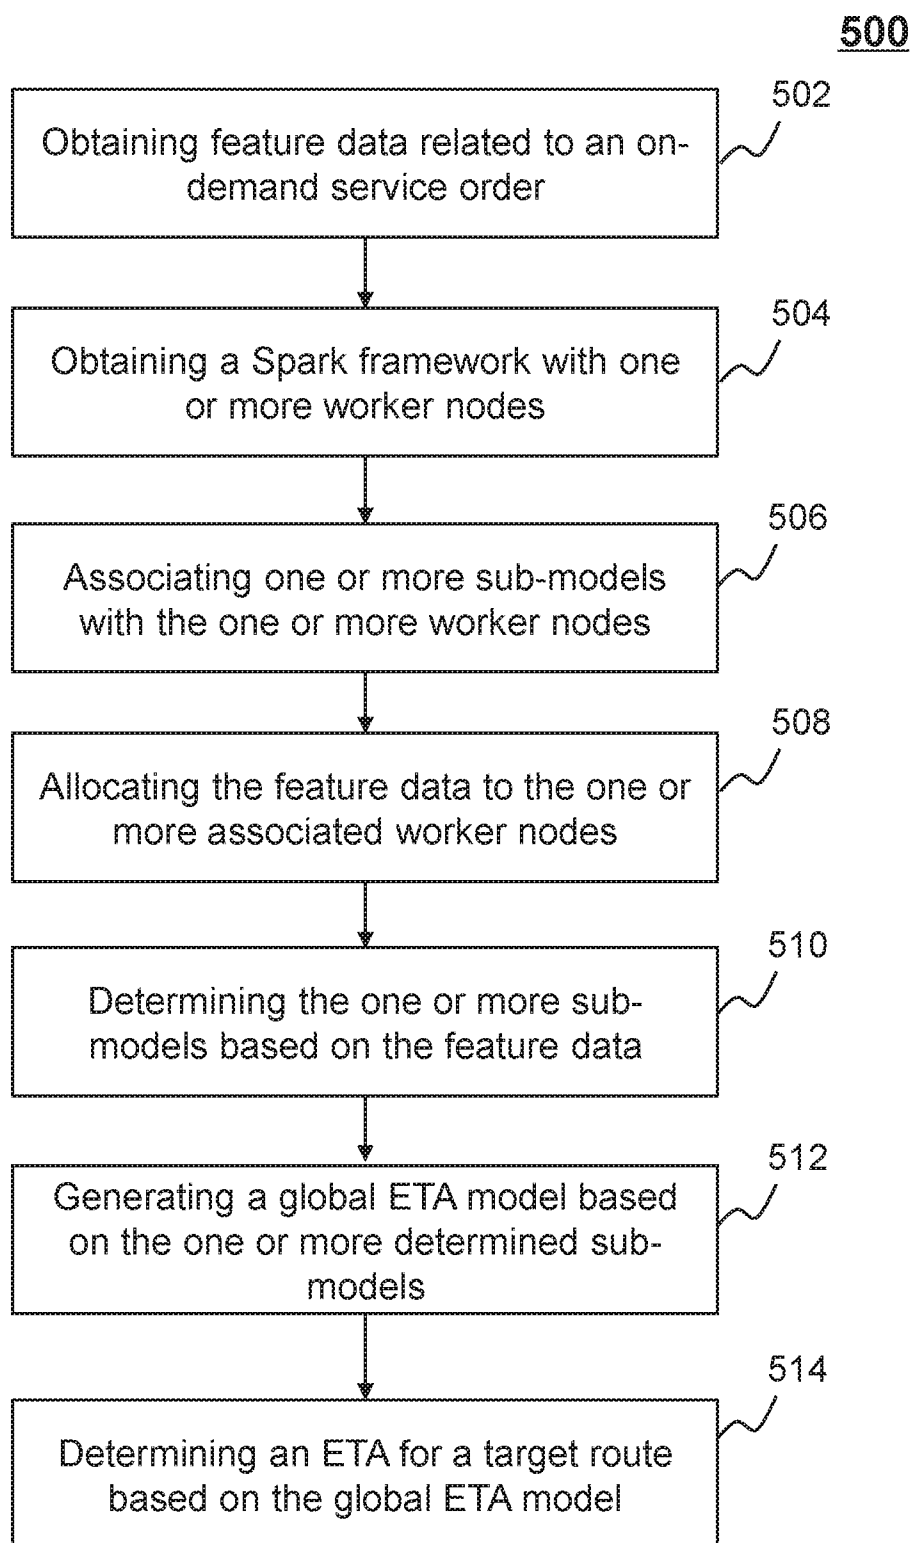 500
502
Obtaining feature data related to an on-
demand service order
504
Obtaining a Spark framework with one
or more worker nodes
506
Associating one or more sub-models
with the one or more worker nodes
508
Allocating the feature data to the one or
more associated worker nodes
510
Determining the one or more sub-
models based on the feature data
512
Generating a global ETA model based
on the one or more determined sub-
models
514
Determining an ETA for a target route
based on the global ETA model